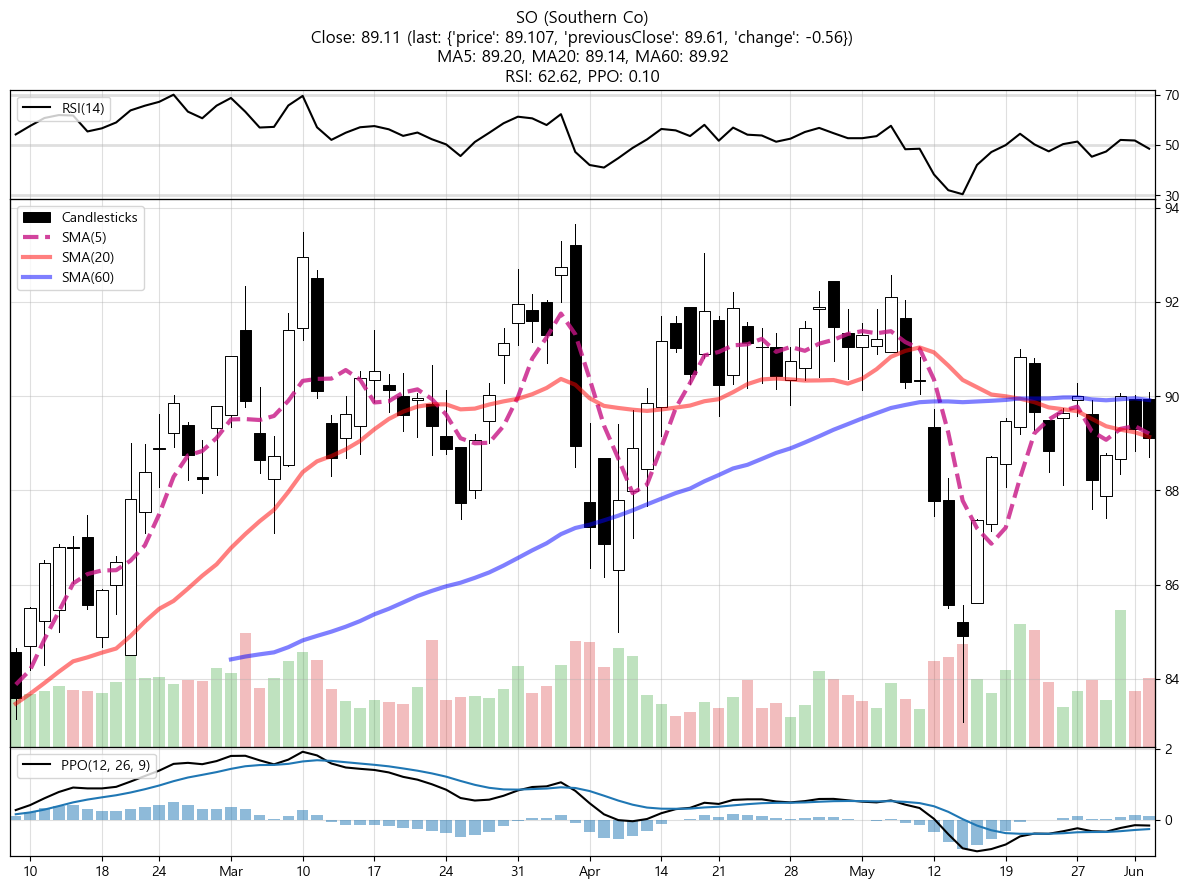 SO (Southern Co)
Close: 89.11 (last: {'price': 89.107, 'previousClose': 89.61, 'change': -0.56})
MA5: 89.20, MA20: 89.14, MA60: 89.92
RSI: 62.62, PPO: 0.10
RSI(14)
70
50
30
Candlesticks
SMA(5)
SMA(20)
SMA(60)
94
92
90
88
86
84
PPO(12, 26, 9)
2
0
10 18 24 Mar 10 17 24 31 Apr 14 21 28 May 12 19 27 Jun